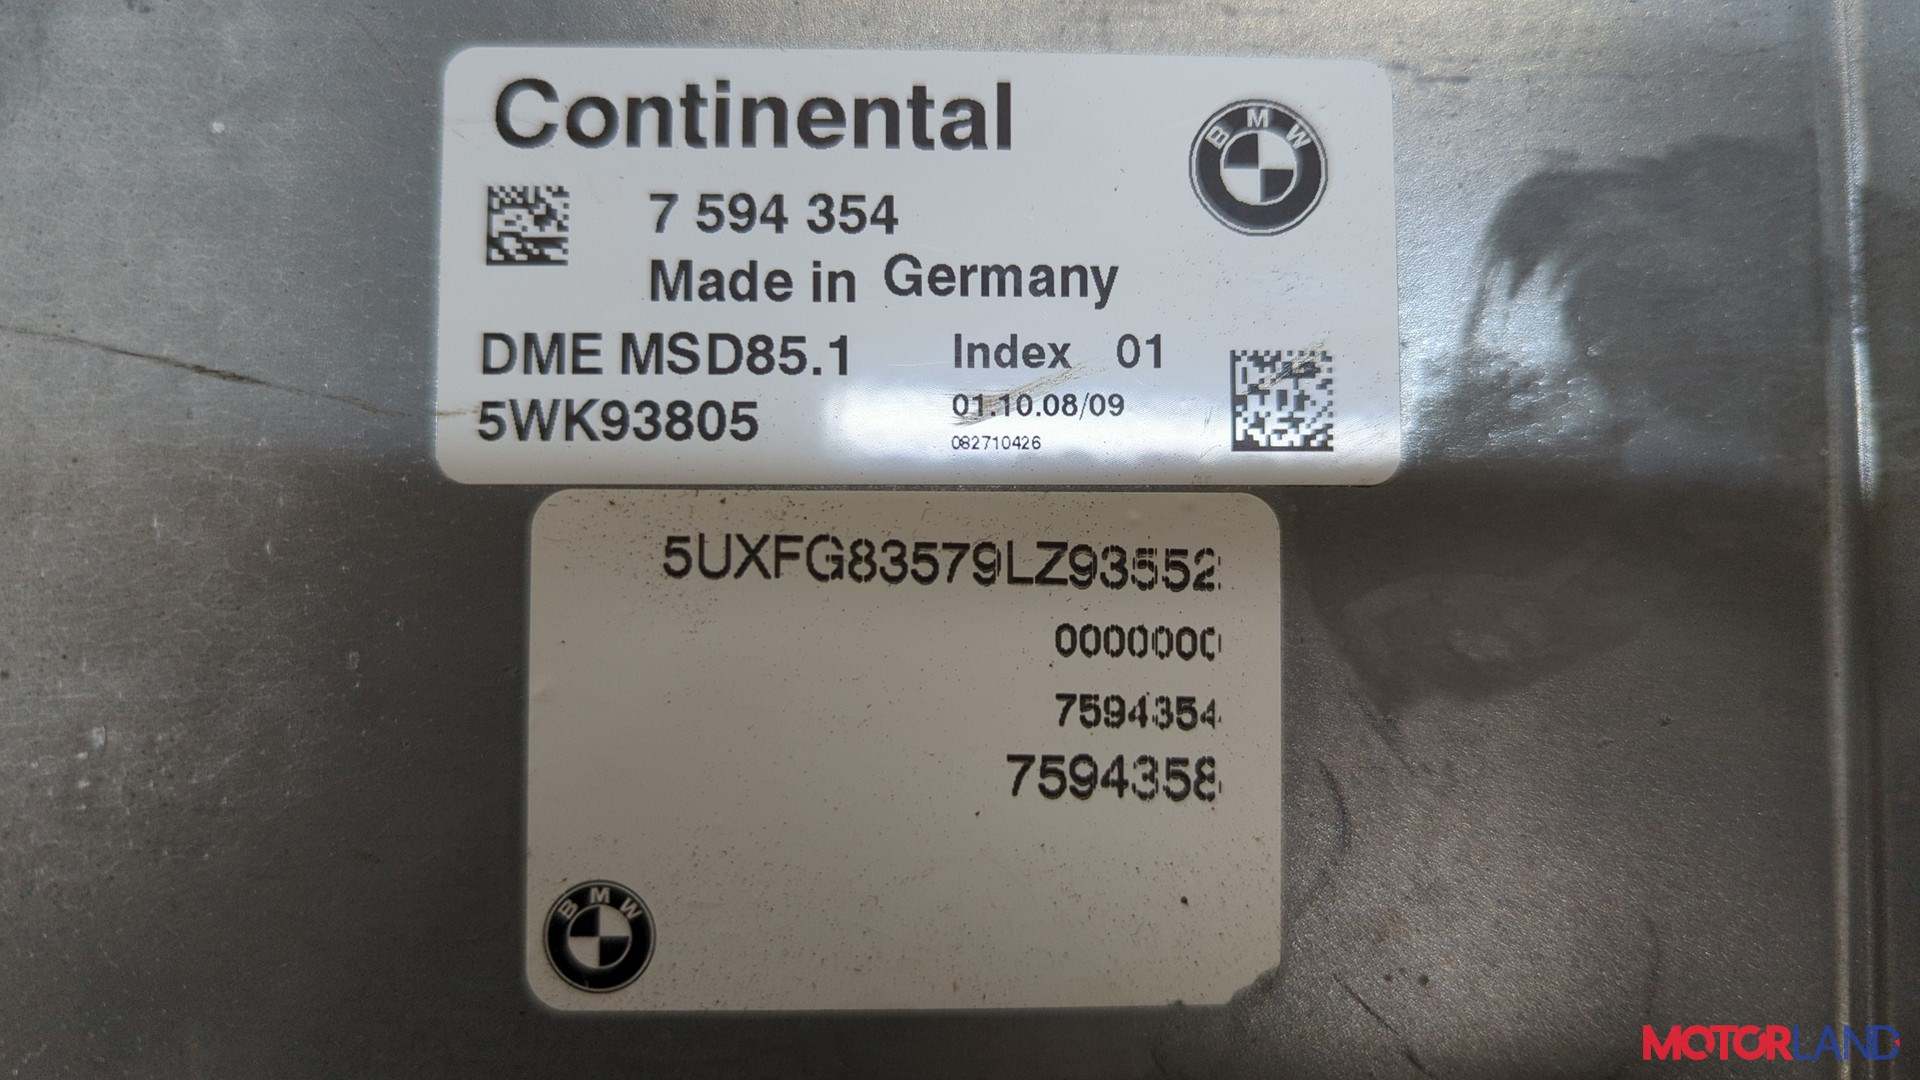 Continental
BMW
7 594 354
Made in Germany
DME MSD85.1 Index 01
5WK93805 01.10.08/09
082710426
5UXFG83579LZ93552
0000000
7594354
7594358
BMW
MOTORLAND